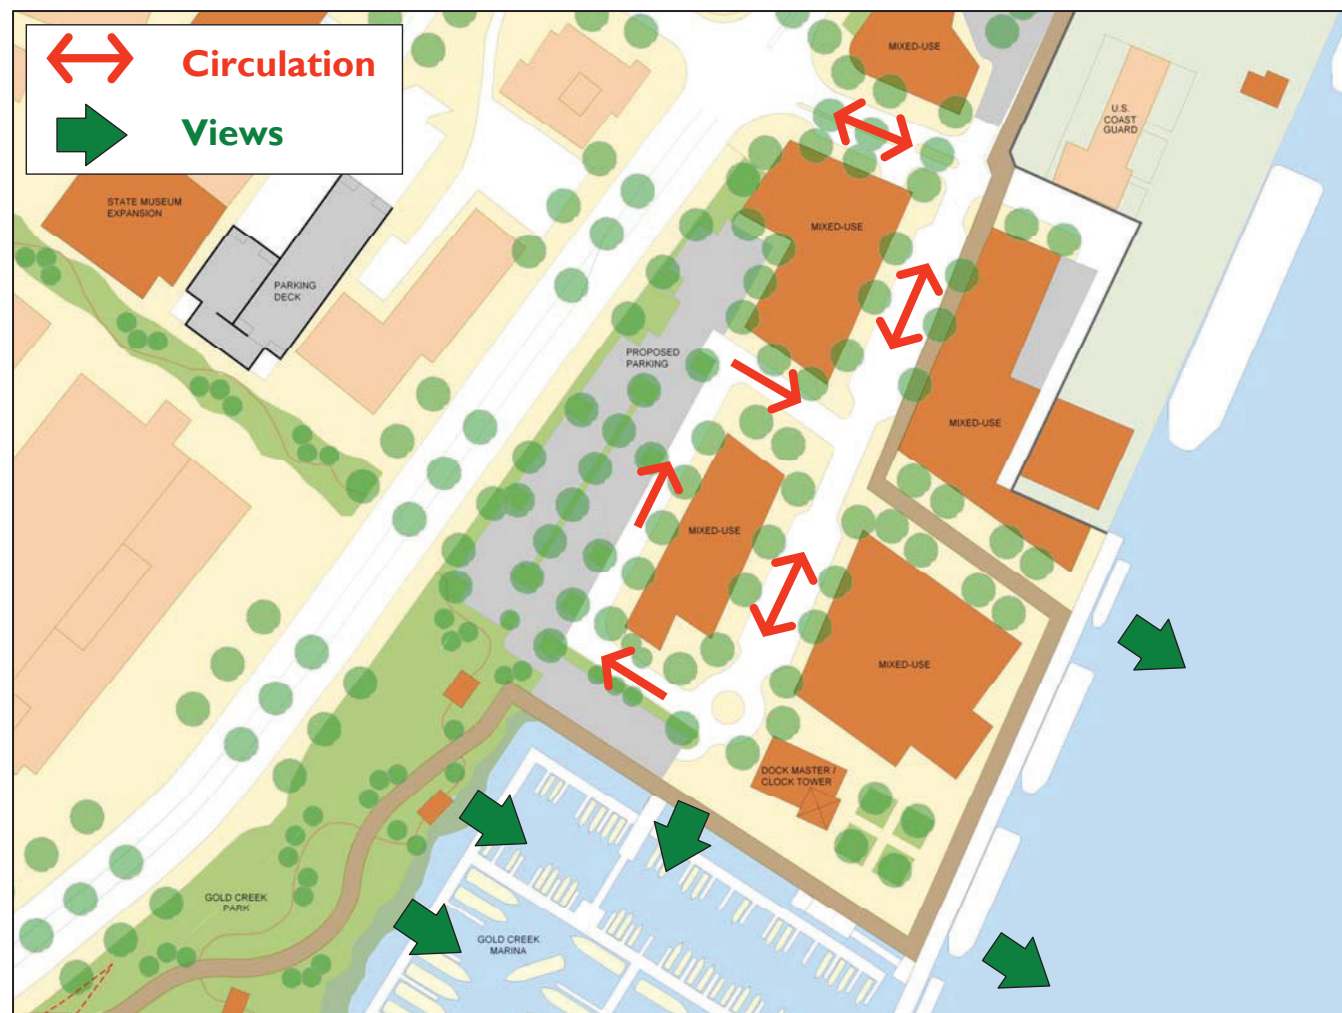 Circulation
Views
MIXED-USE
U.S.
COAST
GUARD
STATE MUSEUM
EXPANSION
MIXED-USE
PARKING
DECK
PROPOSED
PARKING
MIXED-USE
MIXED-USE
MIXED-USE
DOCK MASTER /
CLOCK TOWER
GOLD CREEK
PARK
GOLD CREEK
MARINA